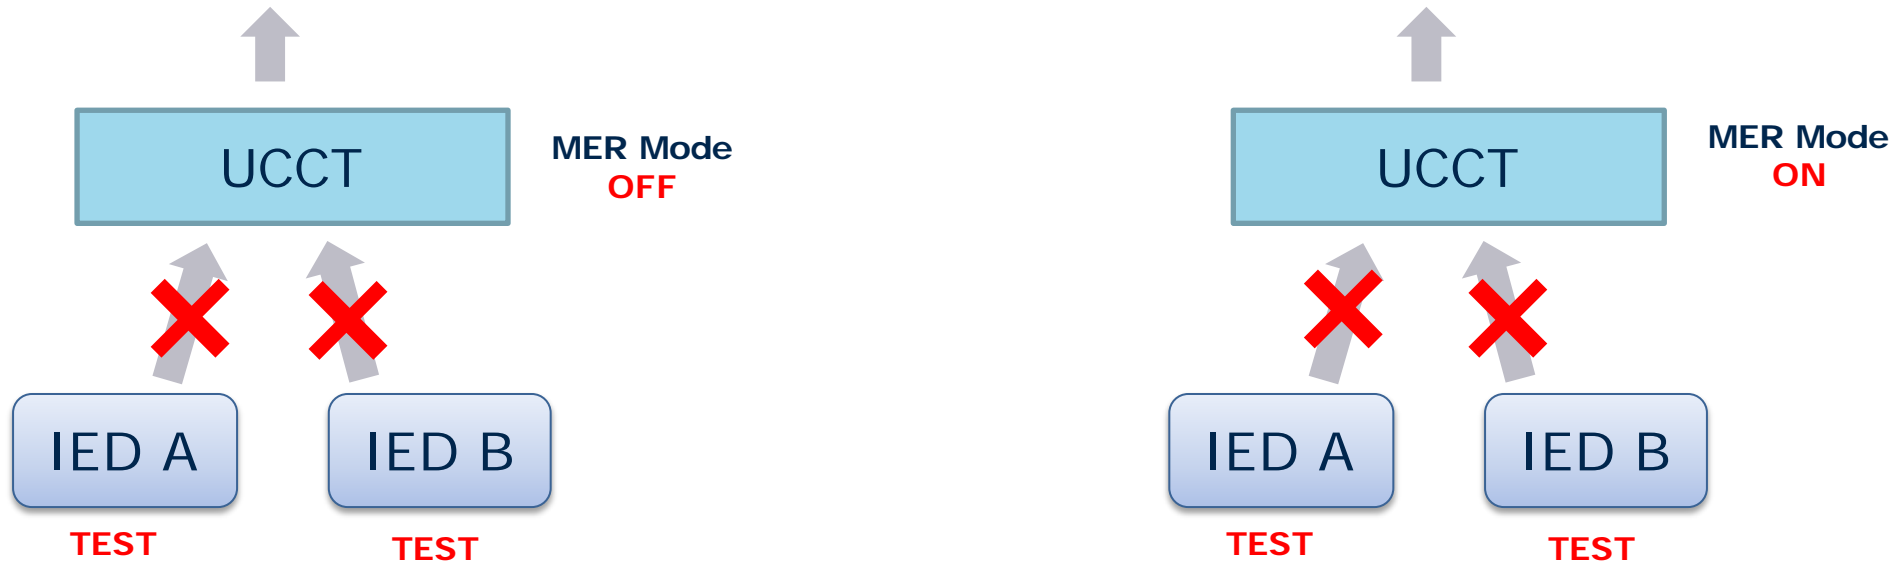 UCCT
MER Mode
OFF
IED A
IED B
TEST
TEST
UCCT
MER Mode
ON
IED A
IED B
TEST
TEST